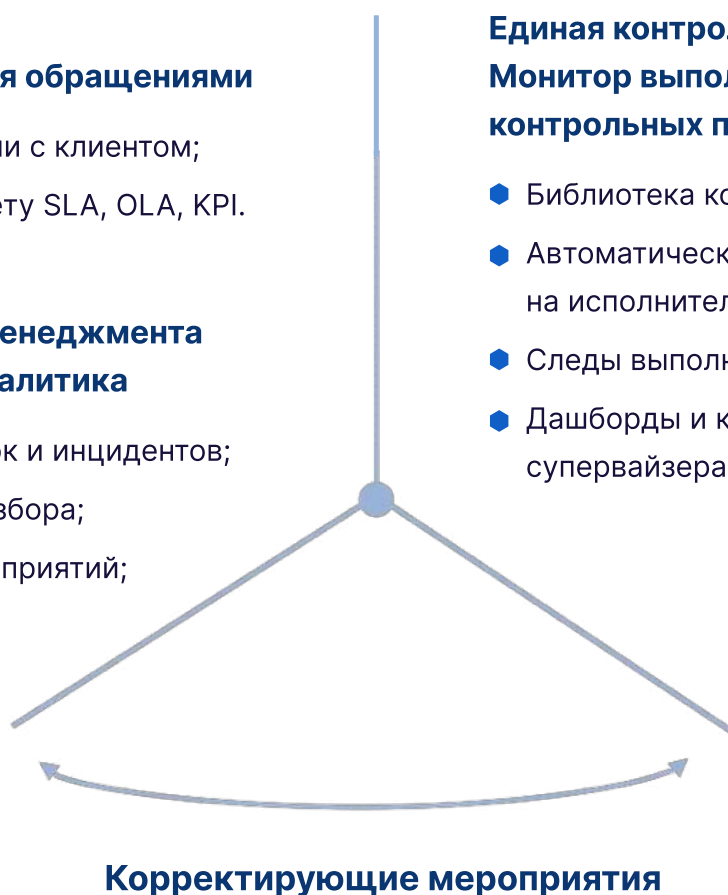 я обращениями
ии с клиентом;
ету SLA, OLA, KPI.
енеджмента
алитика
ок и инцидентов;
збора;
приятий;
Единая контро
Монитор выпол
контрольных п
Библиотека ко
Автоматическ
на исполнител
Следы выполн
Дашборды и к
супервайзера
Корректирующие мероприятия